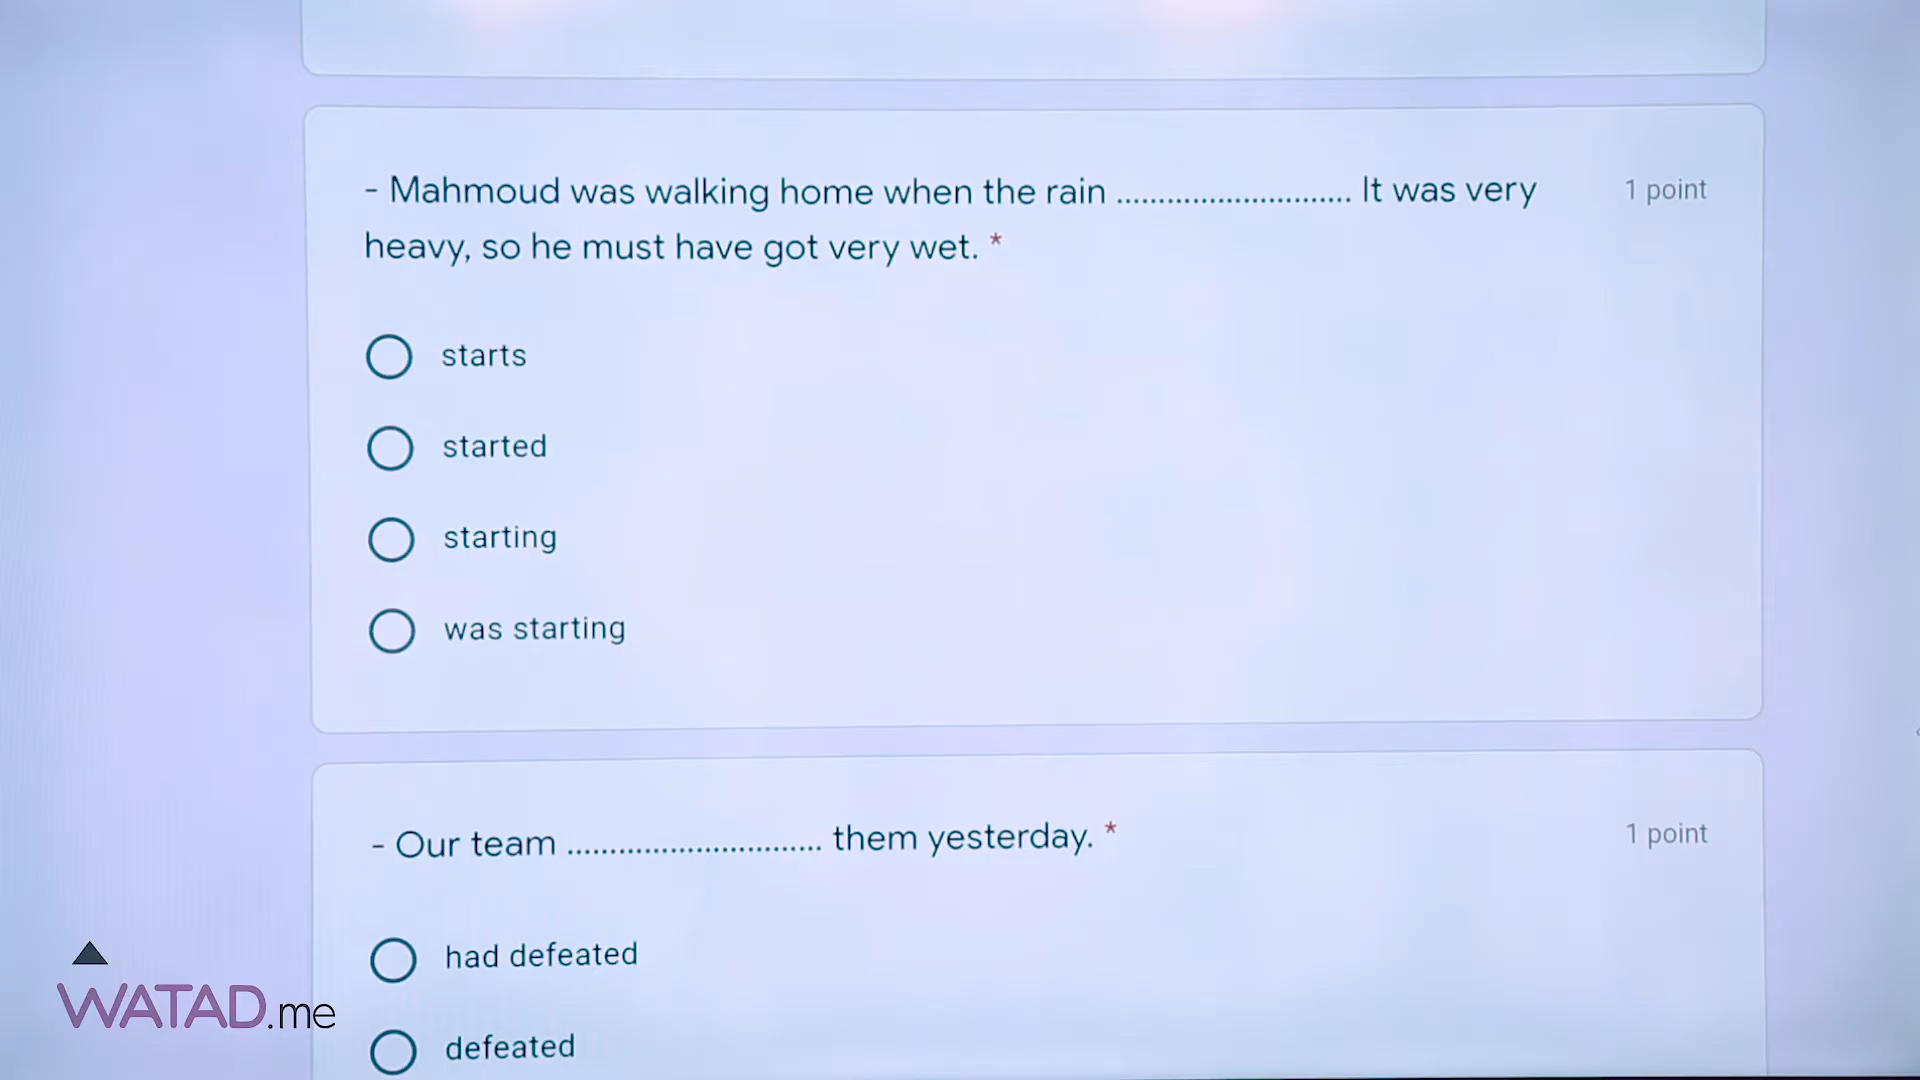 - Mahmoud was walking home when the rain ............................ It was very
heavy, so he must have got very wet. *
1 point
starts
started
starting
was starting
- Our team .............................. them yesterday. *
1 point
had defeated
defeated
WATAD.me